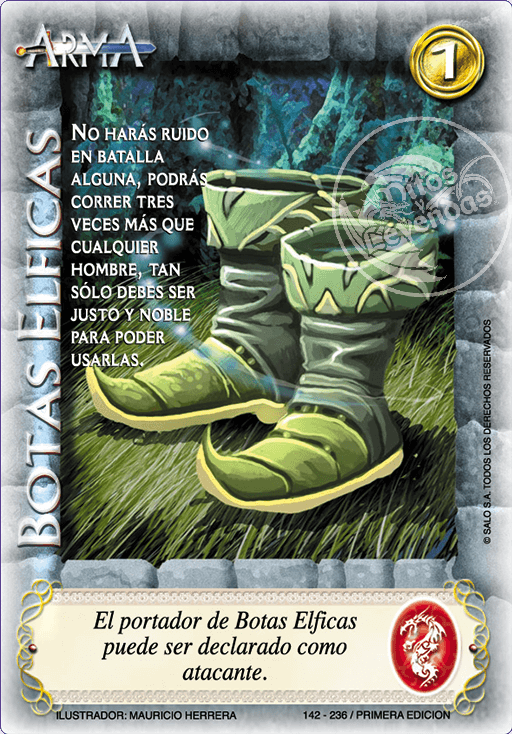 ARMA
1
BOTAS ELFICAS
NO HARÁS RUIDO
EN BATALLA
ALGUNA, PODRÁS
CORRER TRES
VECES MÁS QUE
CUALQUIER
HOMBRE, TAN
SÓLO DEBES SER
JUSTO Y NOBLE
PARA PODER
USARLAS.
Mitos
y
Leyendas
© SALO S.A. TODOS LOS DERECHOS RESERVADOS
El portador de Botas Elficas
puede ser declarado como
atacante.
ILUSTRADOR: MAURICIO HERRERA
142 - 236 / PRIMERA EDICION